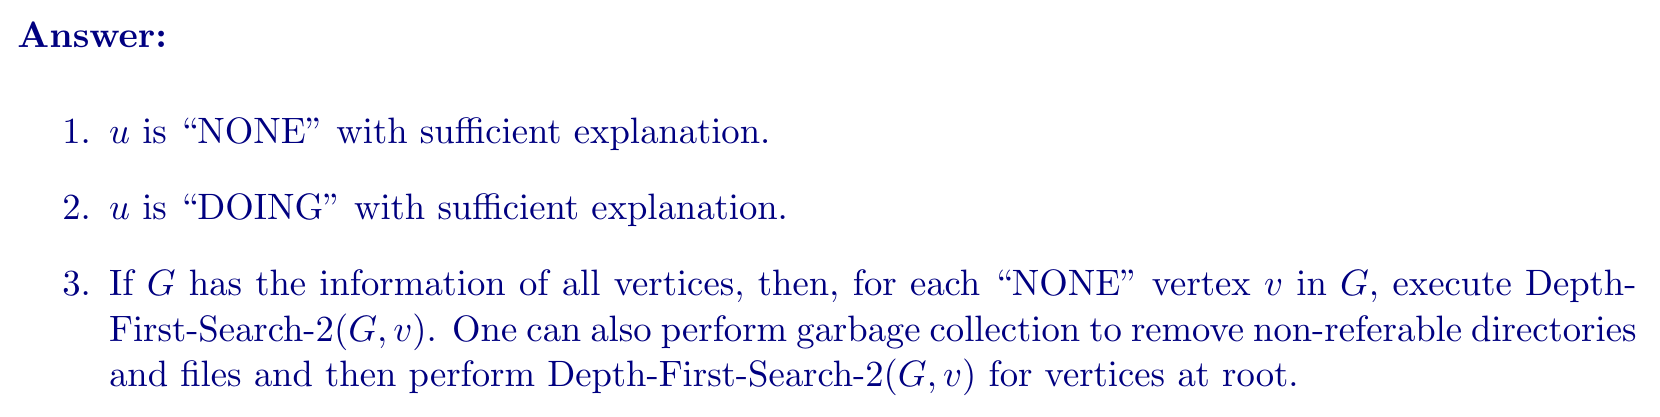 Answer:
1. u is “NONE” with sufficient explanation.
2. u is “DOING” with sufficient explanation.
3. If G has the information of all vertices, then, for each “NONE” vertex v in G, execute Depth-
First-Search-2(G, v). One can also perform garbage collection to remove non-referable directories
and files and then perform Depth-First-Search-2(G, v) for vertices at root.